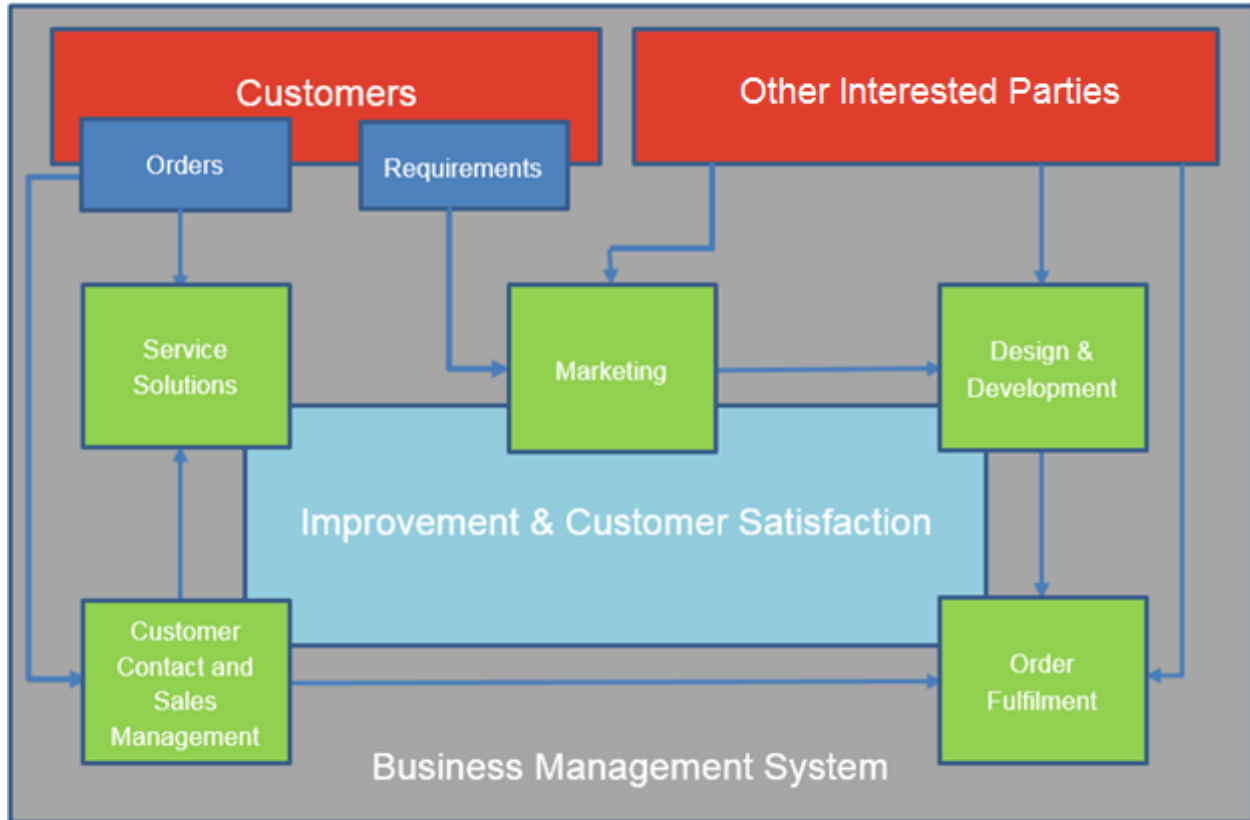 Customers
Other Interested Parties
Orders
Requirements
Service
Solutions
Marketing
Design &
Development
Improvement & Customer Satisfaction
Customer
Contact and
Sales
Management
Order
Fulfilment
Business Management System